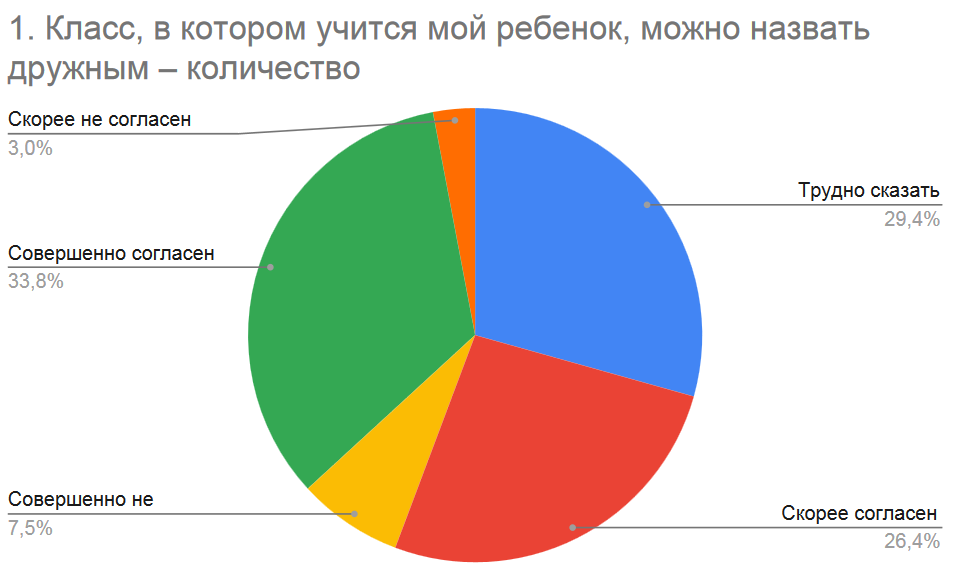 1. Класс, в котором учится мой ребенок, можно назвать
дружным – количество
Скорее не согласен
3,0%
Трудно сказать
29,4%
Совершенно согласен
33,8%
Совершенно не
7,5%
Скорее согласен
26,4%